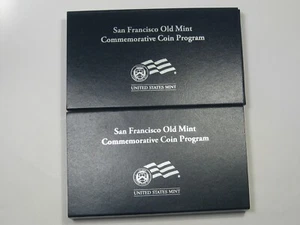 San Francisco Old Mint
Commemorative Coin Program
UNITED STATES MINT
San Francisco Old Mint
Commemorative Coin Program
UNITED STATES MINT